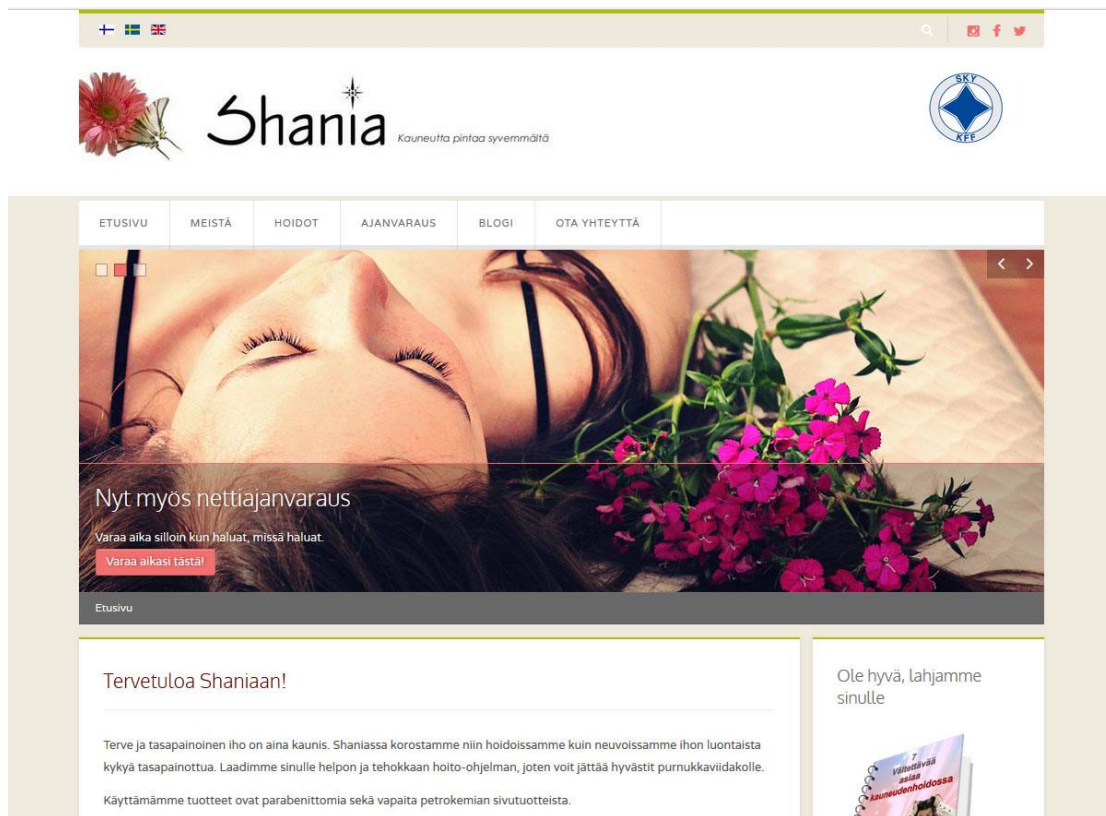 SKY
KFF
Shania Kauneutta pintaa syvemmältä
ETUSIVU MEISTÄ HOIDOT AJANVARAUS BLOGI OTA YHTEYTTÄ
Nyt myös nettiajanvaraus
Varaa aika silloin kun haluat, missä haluat.
Varaa aikasi tästä!
Etusivu
Tervetuloa Shaniaan!
Terve ja tasapainoinen iho on aina kaunis. Shaniassa korostamme niin hoidoissamme kuin neuvoissamme ihon luontaista
kykyä tasapainottua. Laadimme sinulle helpon ja tehokkaan hoito-ohjelman, joten voit jättää hyvästit purnukkaviidakolle.
Käyttämämme tuotteet ovat parabenittomia sekä vapaita petrokemian sivutuotteista.
Ole hyvä, lahjamme
sinulle
7
Vältettävää
asiaa
kauneudenhoidossa